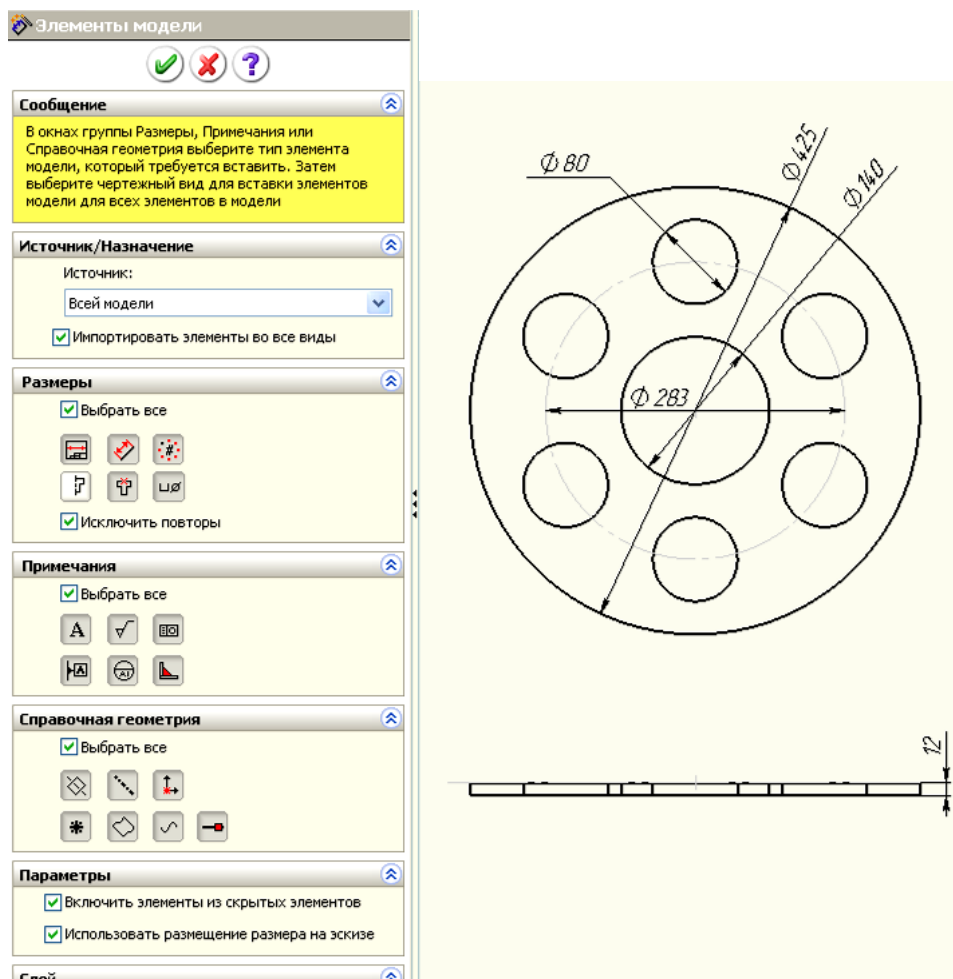 Элементы модели
?
Сообщение
В окнах группы Размеры, Примечания или
Справочная геометрия выберите тип элемента
модели, который требуется вставить. Затем
выберите чертежный вид для вставки элементов
модели для всех элементов в модели
Источник/Назначение
Источник:
Всей модели
Импортировать элементы во все виды
Размеры
Выбрать все
#
Исключить повторы
Примечания
Выбрать все
A
A
A1
Справочная геометрия
Выбрать все
Параметры
Включить элементы из скрытых элементов
Использовать размещение размера на эскизе
Слой
Φ 80
Φ 425
Φ 140
Φ 283
12